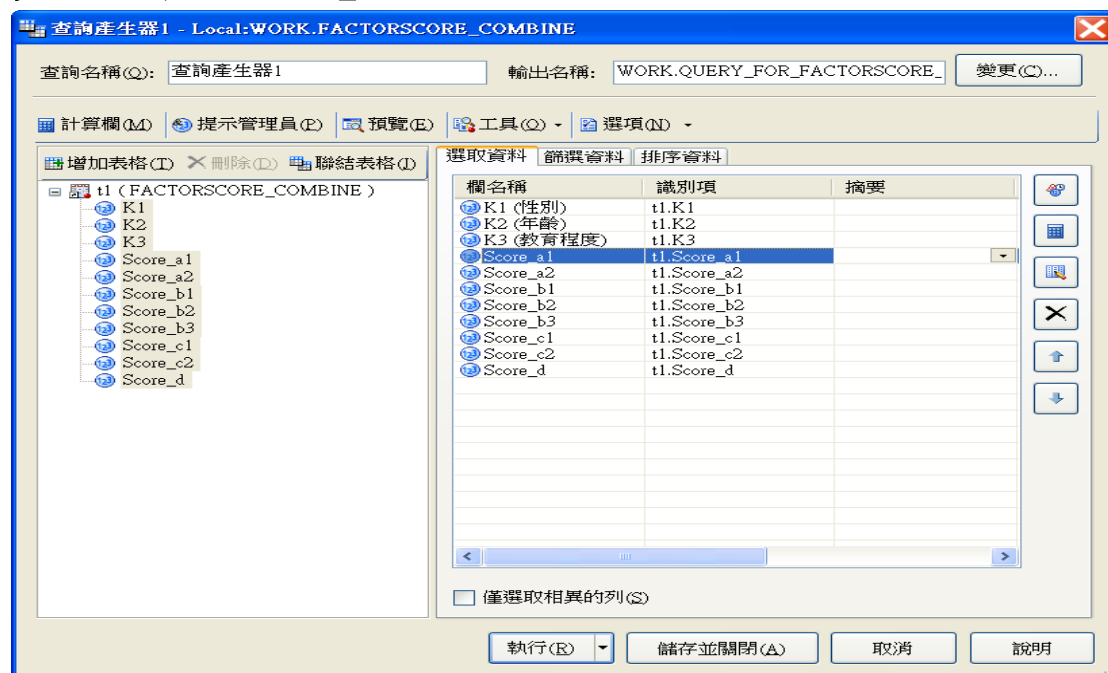 查詢產生器1 - Local:WORK.FACTORSCORE_COMBINE
查詢名稱(Q): 查詢產生器1 輸出名稱: WORK.QUERY_FOR_FACTORSCORE_ 變更(C)...
計算欄(M) 提示管理員(P) 預覽(E) 工具(O) 選項(N)
增加表格(T) 刪除(D) 聯結表格(J)
t1 (FACTORSCORE_COMBINE)
K1
K2
K3
Score_a1
Score_a2
Score_b1
Score_b2
Score_b3
Score_c1
Score_c2
Score_d
選取資料 篩選資料 排序資料
欄名稱 識別項 摘要
K1 (性別) t1.K1
K2 (年齡) t1.K2
K3 (教育程度) t1.K3
Score_a1 t1.Score_a1
Score_a2 t1.Score_a2
Score_b1 t1.Score_b1
Score_b2 t1.Score_b2
Score_b3 t1.Score_b3
Score_c1 t1.Score_c1
Score_c2 t1.Score_c2
Score_d t1.Score_d
僅選取相異的列(S)
執行(R) 儲存並關閉(A) 取消 說明